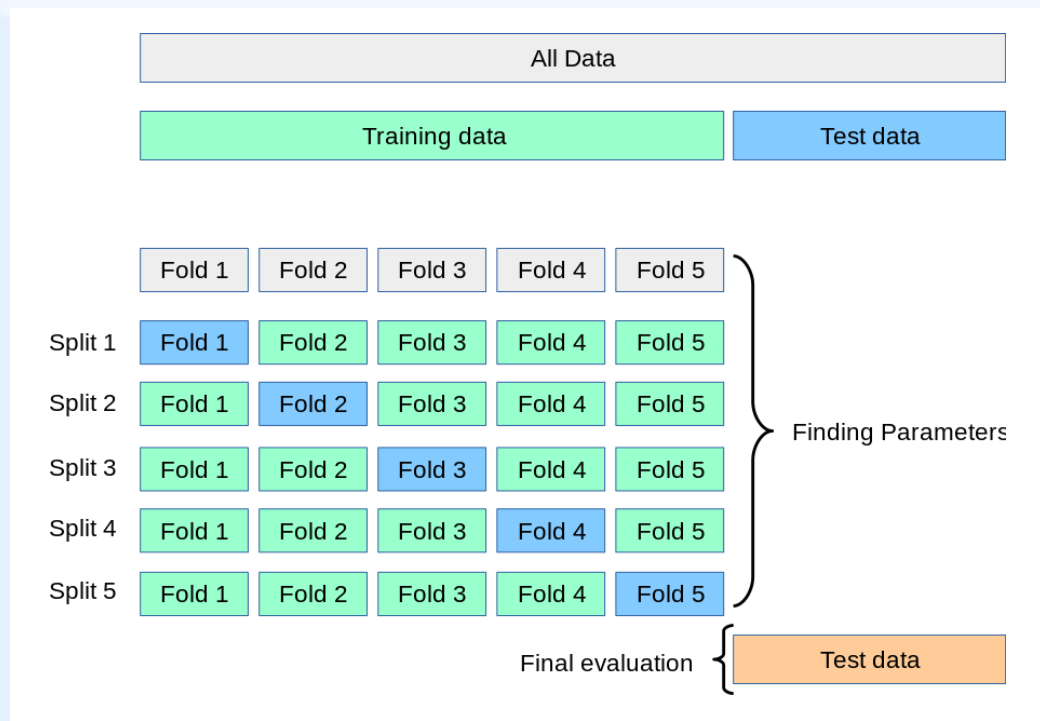 All Data
Training data Test data
Fold 1 Fold 2 Fold 3 Fold 4 Fold 5
Split 1 Fold 1 Fold 2 Fold 3 Fold 4 Fold 5
Split 2 Fold 1 Fold 2 Fold 3 Fold 4 Fold 5
Finding Parameters
Split 3 Fold 1 Fold 2 Fold 3 Fold 4 Fold 5
Split 4 Fold 1 Fold 2 Fold 3 Fold 4 Fold 5
Split 5 Fold 1 Fold 2 Fold 3 Fold 4 Fold 5
Final evaluation Test data